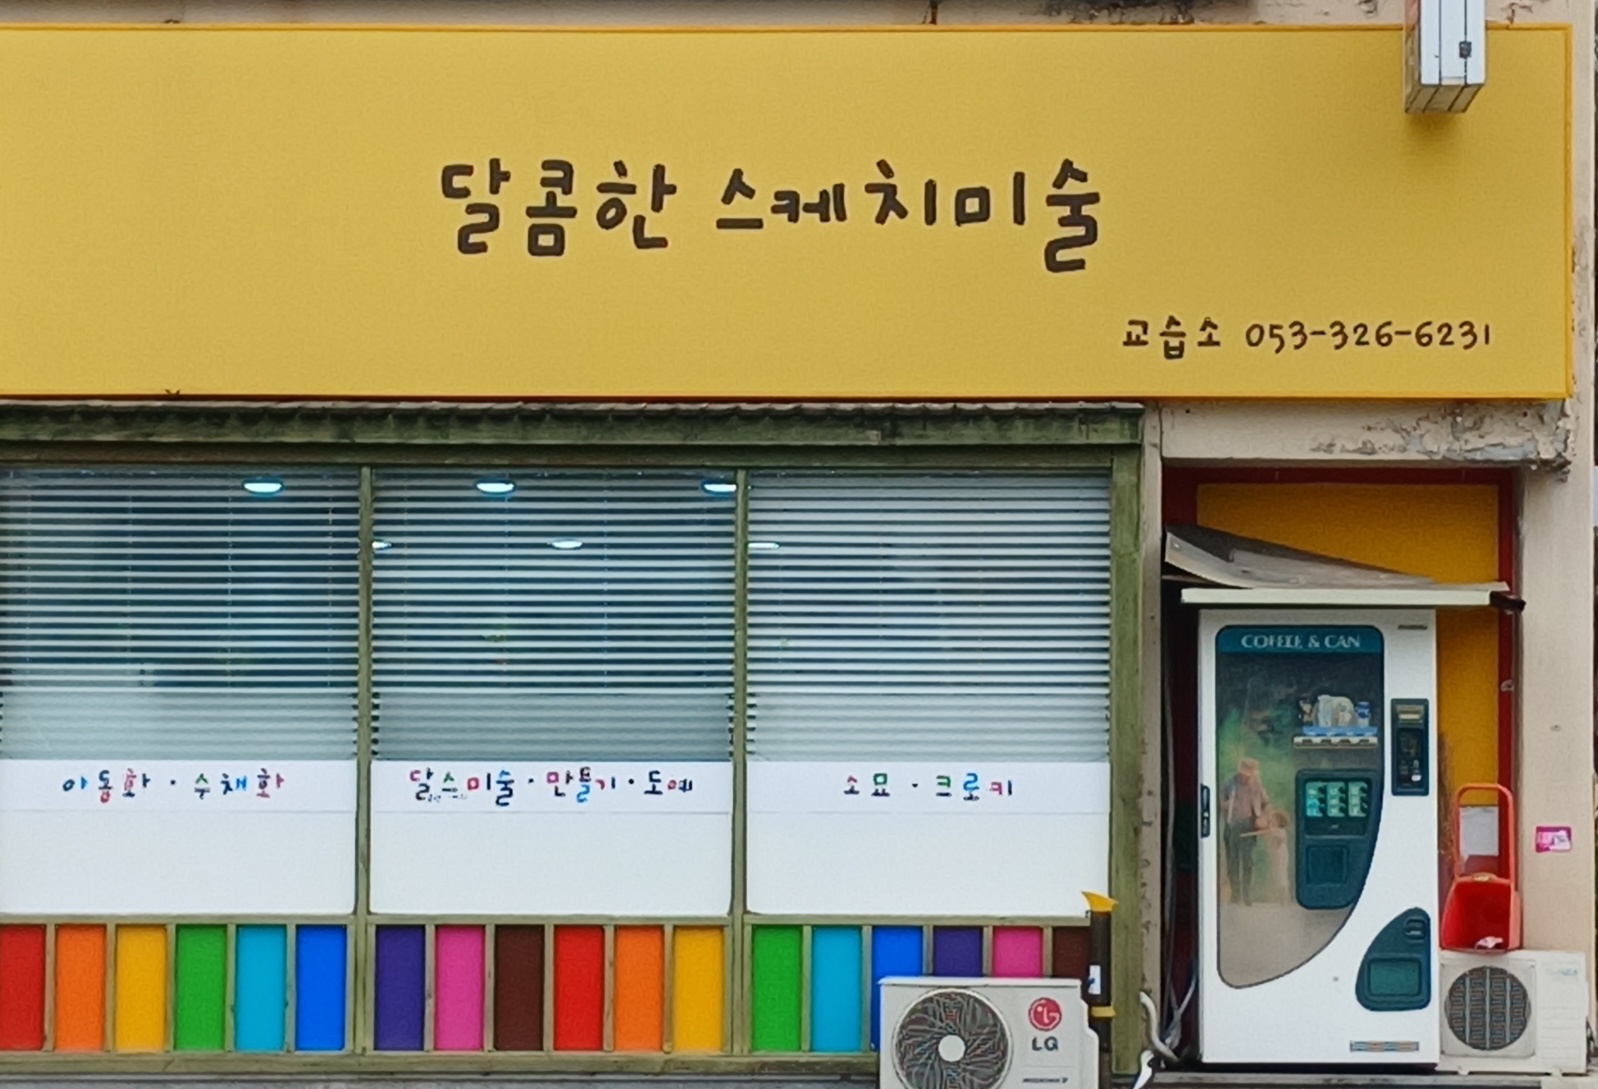 달콤한 스케치미술
교습소 053-326-6231
COFFEE & CAN
아동화 · 수채화
달스미술 · 만들기 · 도예
소묘 · 크로키
LG